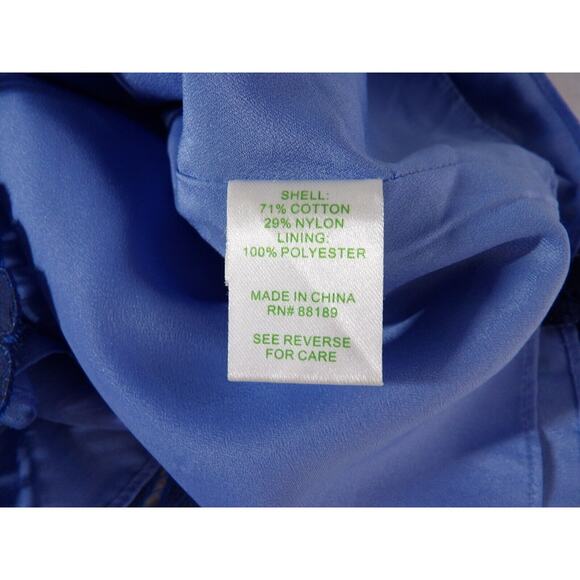 SHELL:
71% COTTON
29% NYLON
LINING:
100% POLYESTER
MADE IN CHINA
RN# 88189
SEE REVERSE
FOR CARE